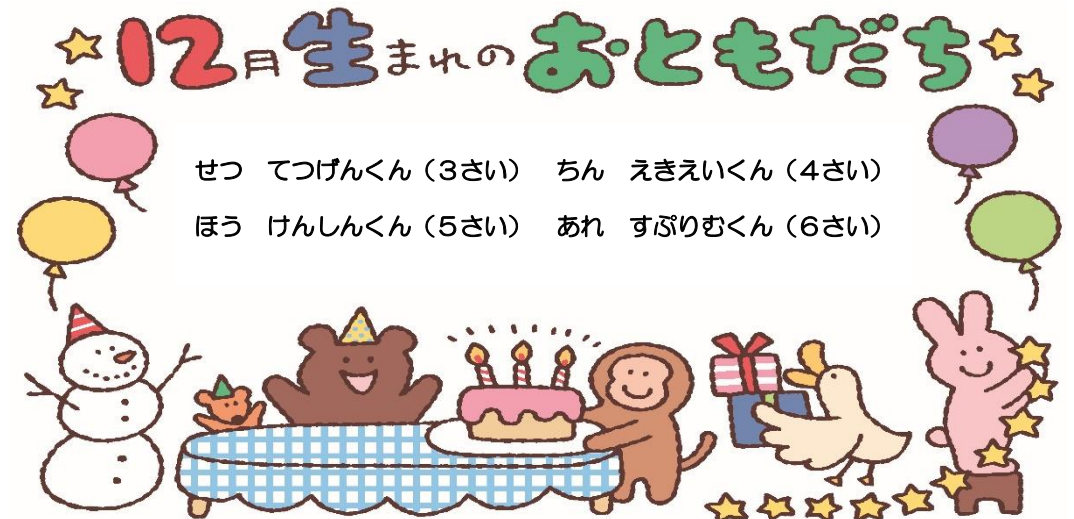 12月生まれのおともだち
せつ　てつげんくん（３さい）　ちん　えきえいくん（４さい）
ほう　けんしんくん（５さい）　あれ　すぷりむくん（６さい）